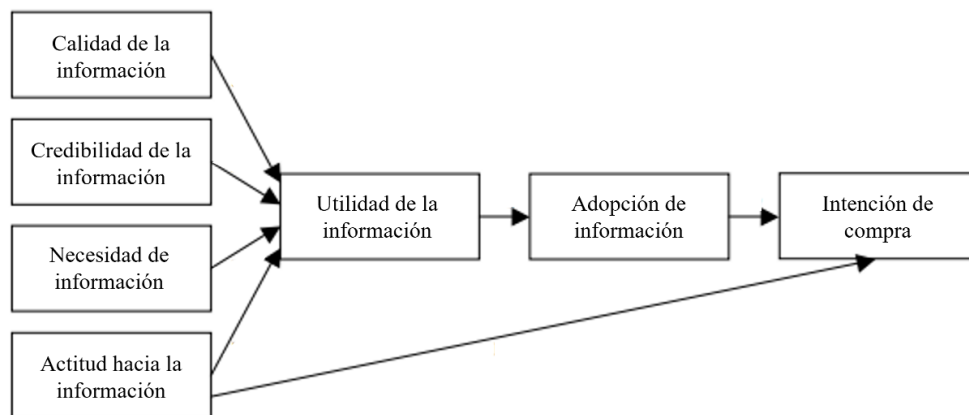 Calidad de la
información
Credibilidad de la
información
Necesidad de
información
Actitud hacia la
información
Utilidad de la
información
Adopción de
información
Intención de
compra